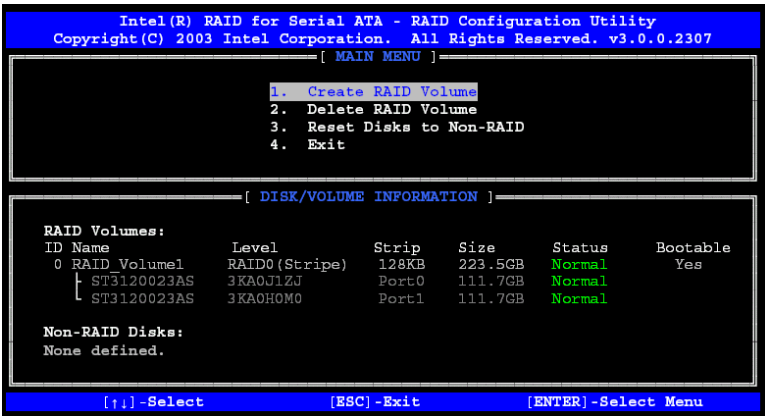 Intel(R) RAID for Serial ATA - RAID Configuration Utility
Copyright(C) 2003 Intel Corporation.  All Rights Reserved. v3.0.0.2307
[ MAIN MENU ]
1.  Create RAID Volume
2.  Delete RAID Volume
3.  Reset Disks to Non-RAID
4.  Exit
[ DISK/VOLUME INFORMATION ]
RAID Volumes:
ID Name Level Strip Size Status Bootable
0 RAID_Volume1 RAID0(Stripe) 128KB 223.5GB Normal Yes
ST3120023AS 3KA0J1ZJ Port0 111.7GB Normal
ST3120023AS 3KA0H0M0 Port1 111.7GB Normal
Non-RAID Disks:
None defined.
[↑↓]-Select [ESC]-Exit [ENTER]-Select Menu